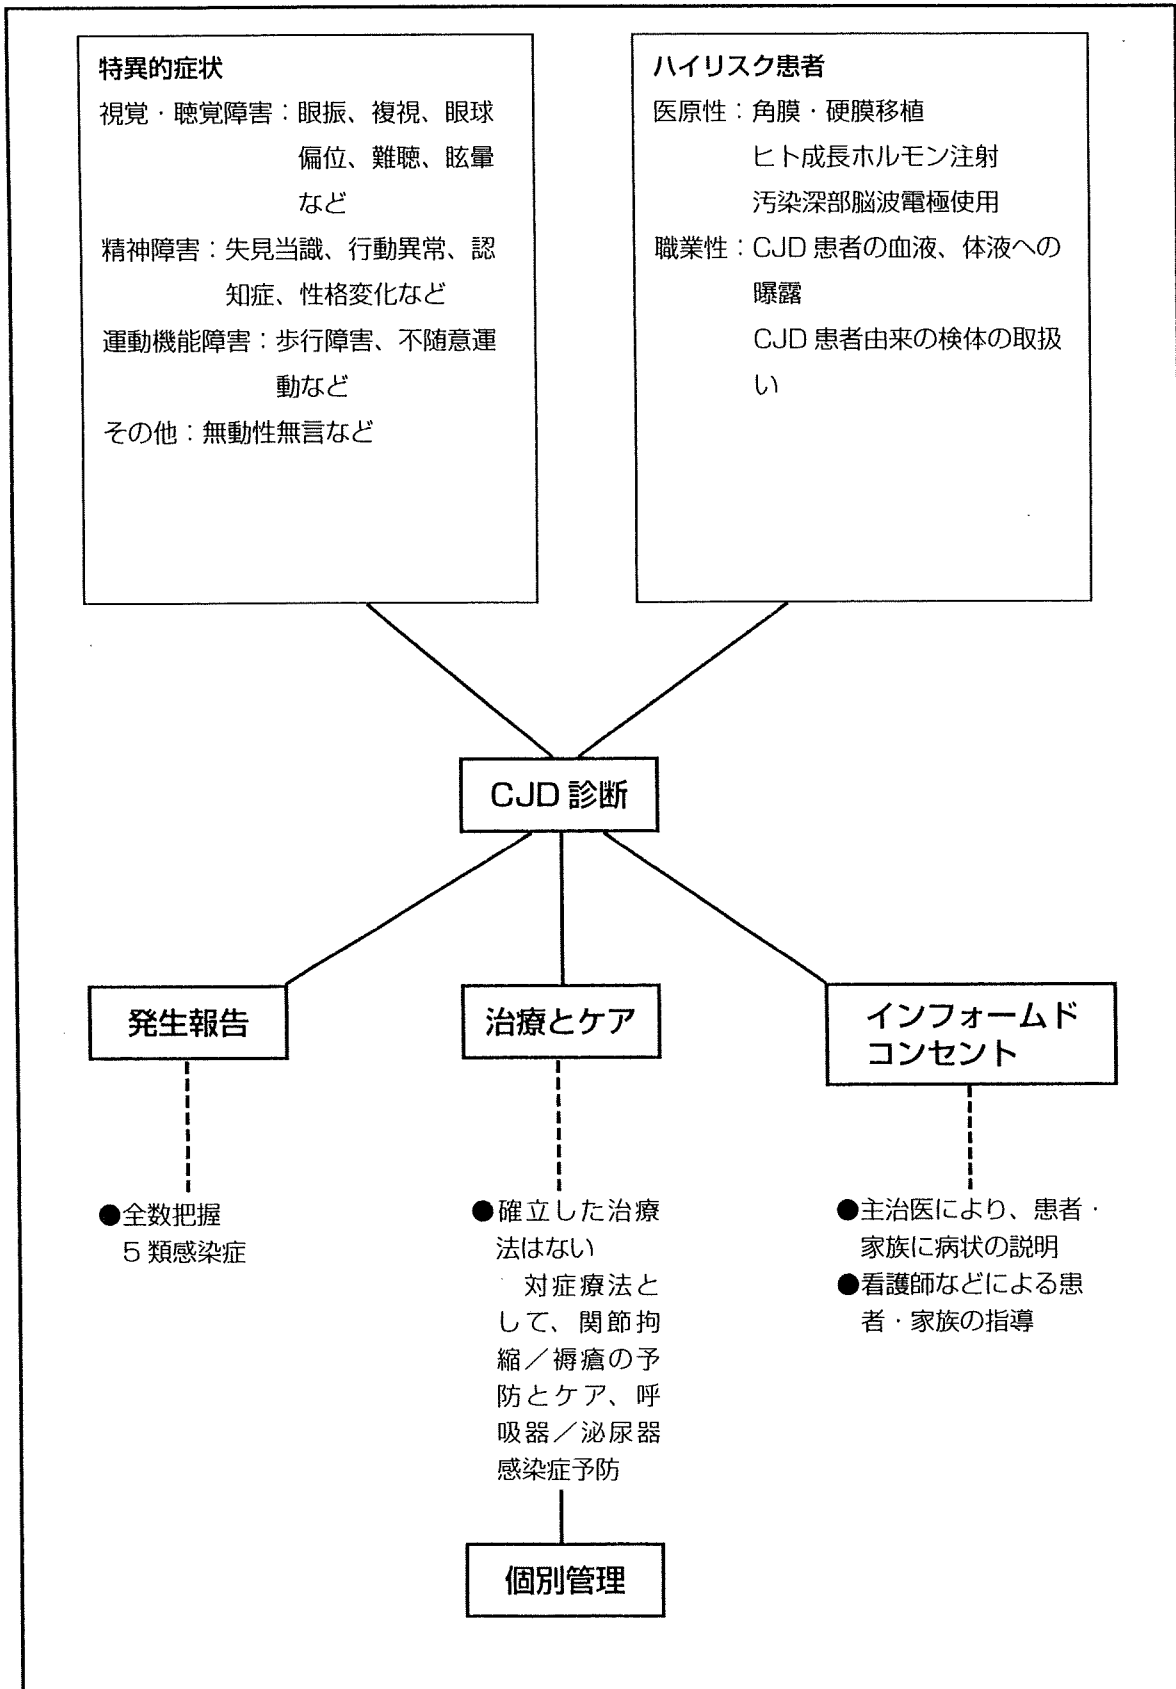 特異的症状
視覚・聴覚障害：眼振、複視、眼球
偏位、難聴、眩暈
など
精神障害：失見当識、行動異常、認
知症、性格変化など
運動機能障害：歩行障害、不随意運
動など
その他：無動性無言など
ハイリスク患者
医原性：角膜・硬膜移植
ヒト成長ホルモン注射
汚染深部脳波電極使用
職業性：CJD 患者の血液、体液への
曝露
CJD 患者由来の検体の取扱
い
CJD 診断
発生報告
●全数把握
5 類感染症
治療とケア
●確立した治療
法はない
対症療法と
して、関節拘
縮／褥瘡の予
防とケア、呼
吸器／泌尿器
感染症予防
個別管理
インフォームド
コンセント
●主治医により、患者・
家族に病状の説明
●看護師などによる患
者・家族の指導